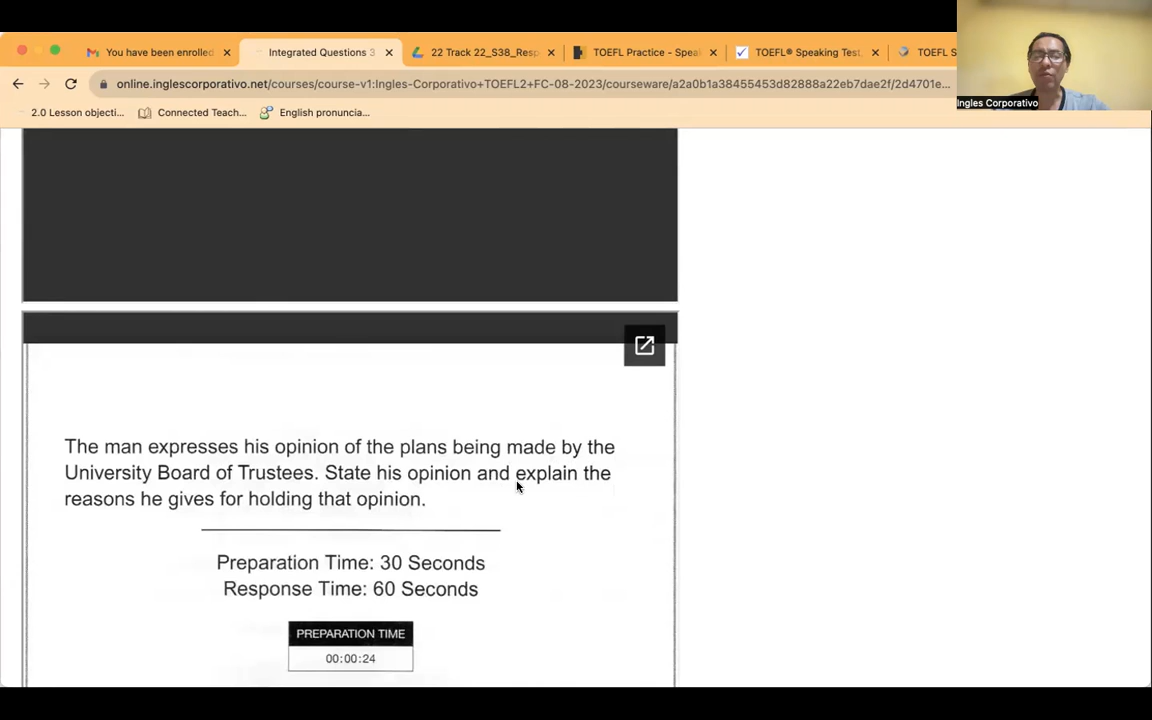 You have been enrolled
Integrated Questions 3
22 Track 22_S38_Resp
TOEFL Practice - Speak
TOEFL® Speaking Test,
TOEFL S
online.inglescorporativo.net/courses/course-v1:Ingles-Corporativo+TOEFL2+FC-08-2023/courseware/a2a0b1a38455453d82888a22eb7dae2f/2d4701e...
Ingles Corporativo
2.0 Lesson objecti...
Connected Teach...
English pronuncia...
The man expresses his opinion of the plans being made by the
University Board of Trustees. State his opinion and explain the
reasons he gives for holding that opinion.
Preparation Time: 30 Seconds
Response Time: 60 Seconds
PREPARATION TIME
00:00:24